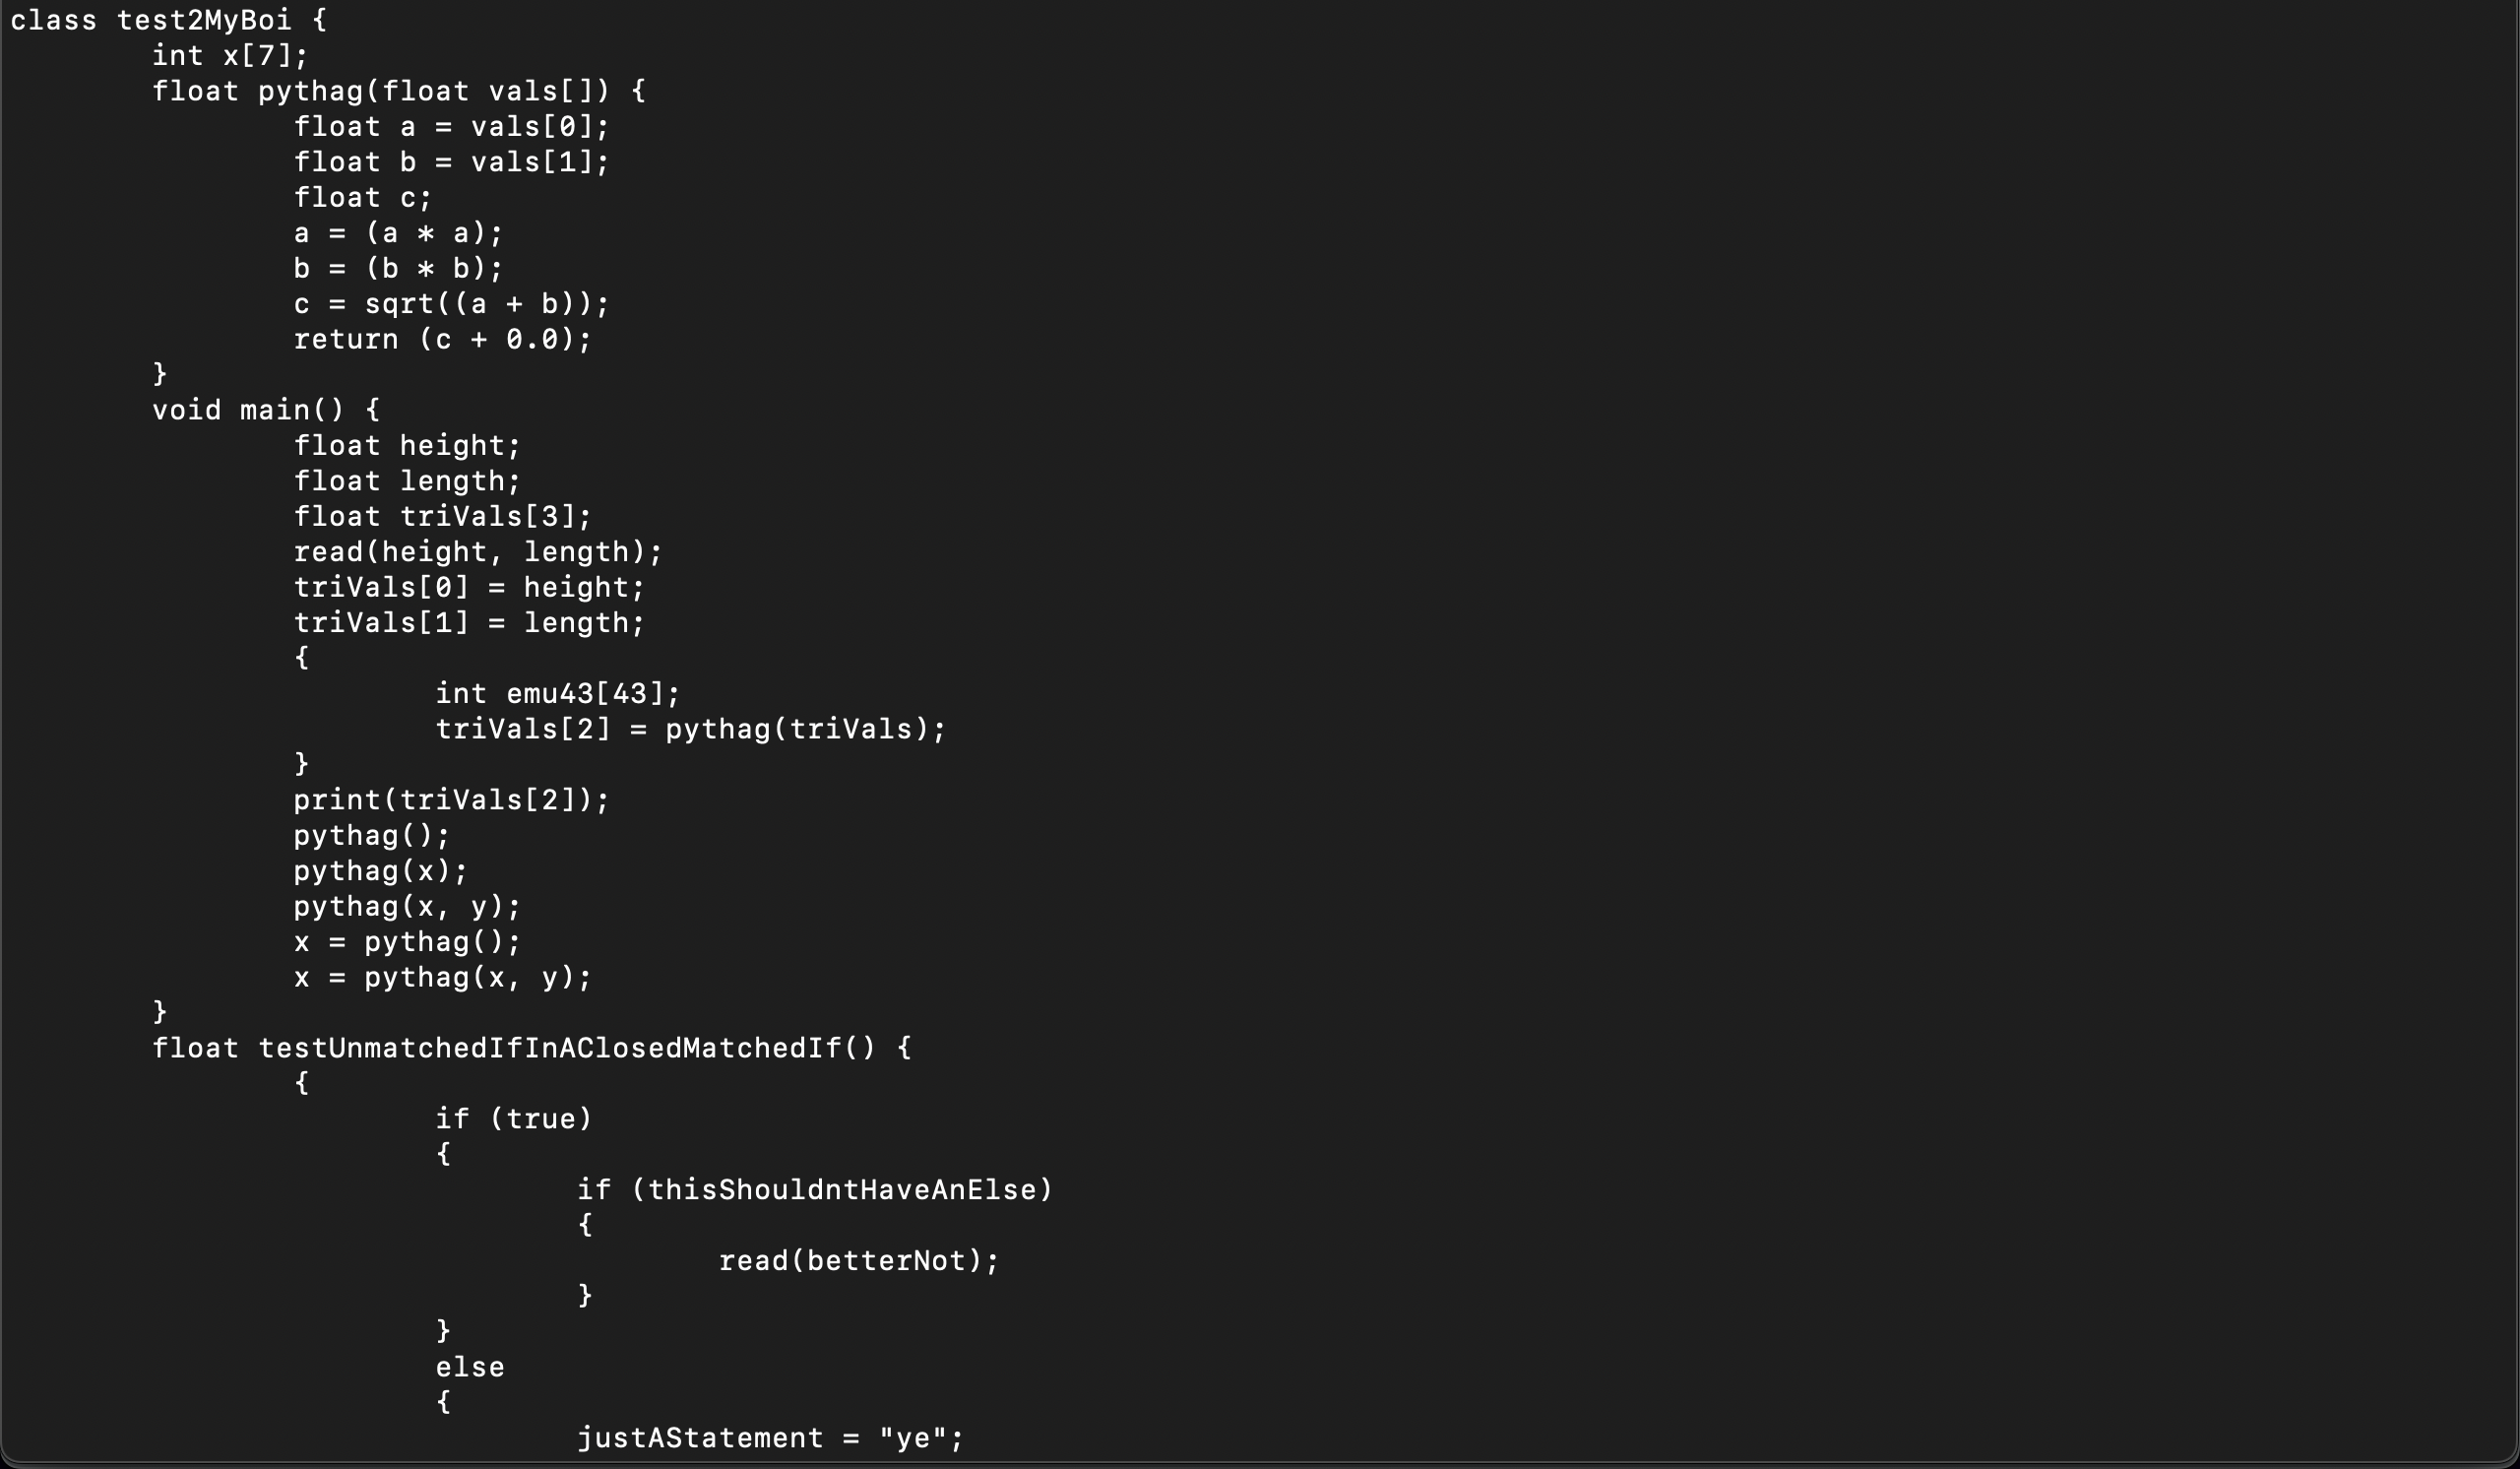 class test2MyBoi {
        int x[7];
        float pythag(float vals[]) {
                float a = vals[0];
                float b = vals[1];
                float c;
                a = (a * a);
                b = (b * b);
                c = sqrt((a + b));
                return (c + 0.0);
        }
        void main() {
                float height;
                float length;
                float triVals[3];
                read(height, length);
                triVals[0] = height;
                triVals[1] = length;
                {
                        int emu43[43];
                        triVals[2] = pythag(triVals);
                }
                print(triVals[2]);
                pythag();
                pythag(x);
                pythag(x, y);
                x = pythag();
                x = pythag(x, y);
        }
        float testUnmatchedIfInAClosedMatchedIf() {
                {
                        if (true)
                        {
                                if (thisShouldntHaveAnElse)
                                {
                                        read(betterNot);
                                }
                        }
                        else
                        {
                                justAStatement = "ye";